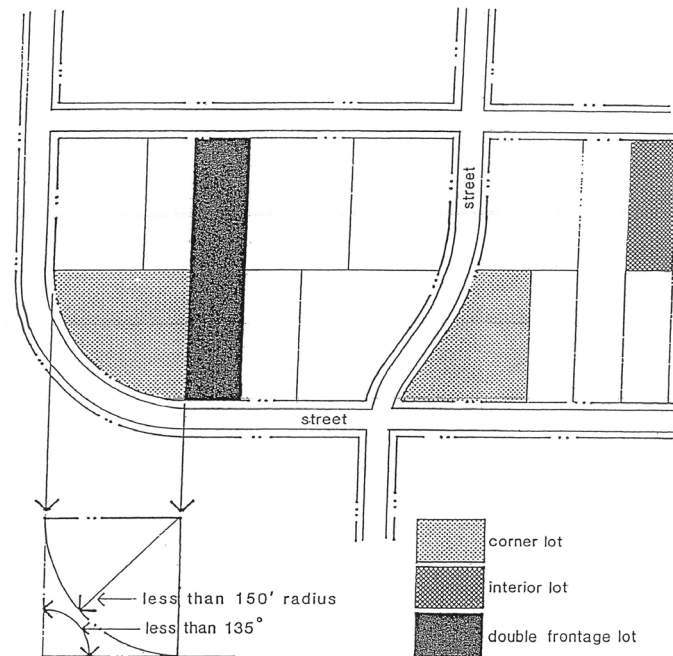 street
street
less than 150' radius
less than 135°
corner lot
interior lot
double frontage lot